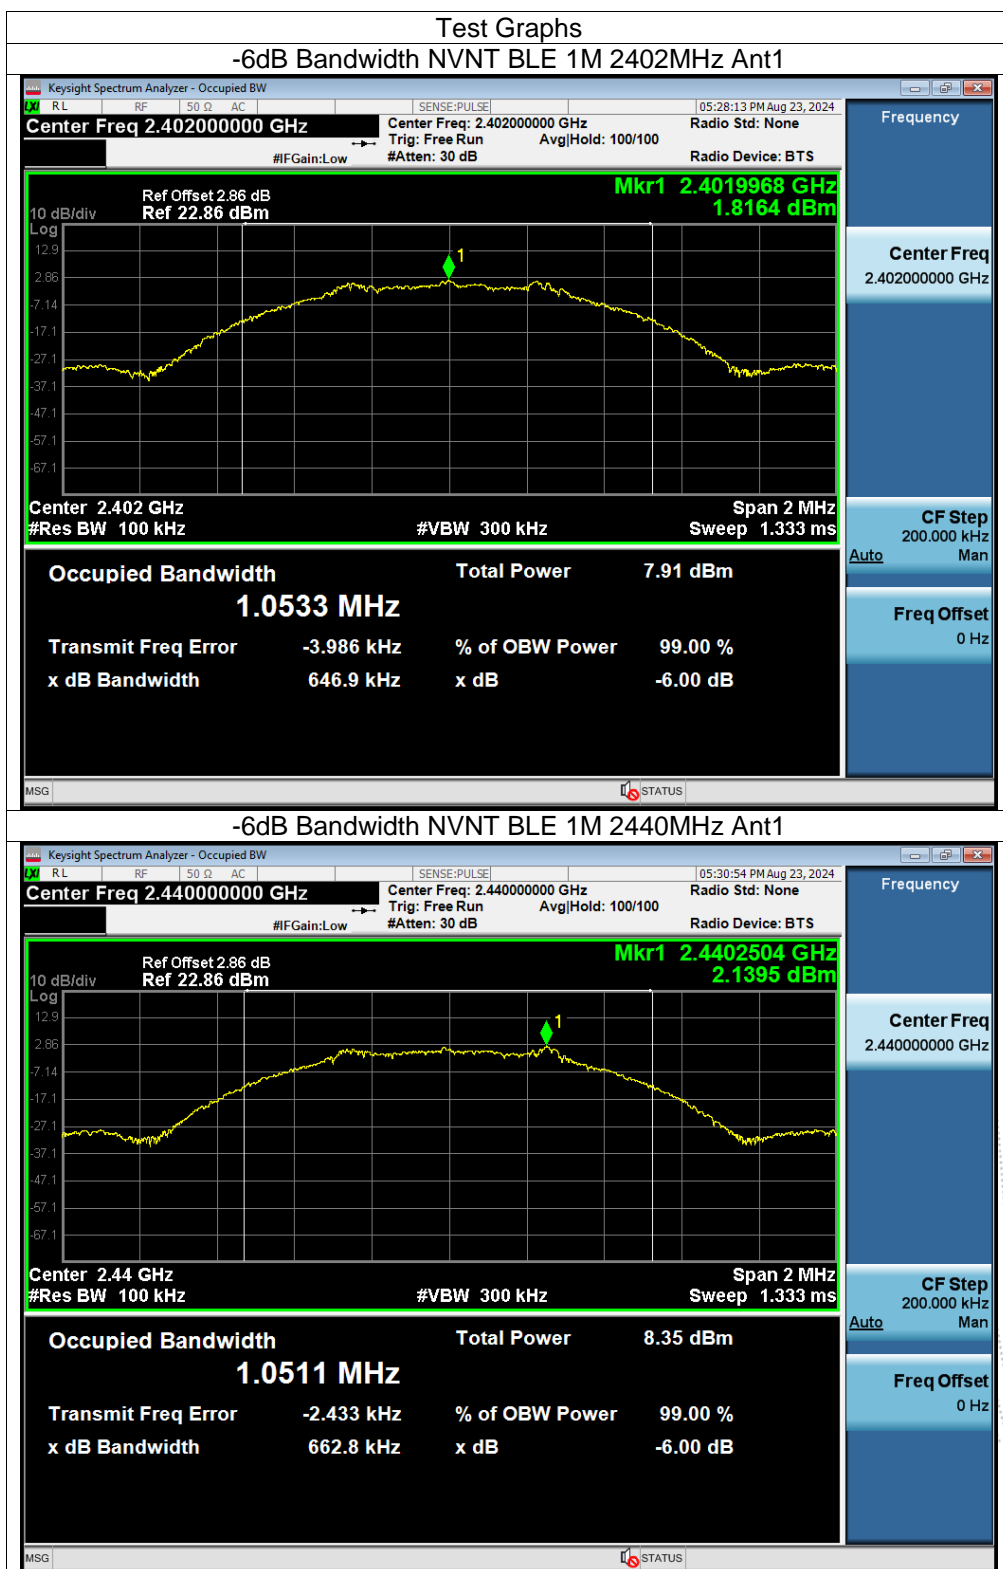 Test Graphs
-6dB Bandwidth NVNT BLE 1M 2402MHz Ant1
Keysight Spectrum Analyzer - Occupied BW
LXI RL RF 50 Ω AC SENSE:PULSE 05:28:13 PM Aug 23, 2024
Center Freq 2.402000000 GHz Center Freq: 2.402000000 GHz Radio Std: None Frequency
Trig: Free Run Avg|Hold: 100/100
#IFGain:Low #Atten: 30 dB Radio Device: BTS
Mkr1 2.4019968 GHz
Ref Offset 2.86 dB 1.8164 dBm
10 dB/div Ref 22.86 dBm
Log
12.9
1
Center Freq
2.402000000 GHz
2.86
-7.14
-17.1
-27.1
-37.1
-47.1
-57.1
-67.1
Center 2.402 GHz Span 2 MHz
#Res BW 100 kHz #VBW 300 kHz Sweep 1.333 ms
CF Step
200.000 kHz
Auto Man
Occupied Bandwidth Total Power 7.91 dBm
1.0533 MHz
Freq Offset
0 Hz
Transmit Freq Error -3.986 kHz % of OBW Power 99.00 %
x dB Bandwidth 646.9 kHz x dB -6.00 dB
MSG STATUS
-6dB Bandwidth NVNT BLE 1M 2440MHz Ant1
Keysight Spectrum Analyzer - Occupied BW
LXI RL RF 50 Ω AC SENSE:PULSE 05:30:54 PM Aug 23, 2024
Center Freq 2.440000000 GHz Center Freq: 2.440000000 GHz Radio Std: None Frequency
Trig: Free Run Avg|Hold: 100/100
#IFGain:Low #Atten: 30 dB Radio Device: BTS
Mkr1 2.4402504 GHz
Ref Offset 2.86 dB 2.1395 dBm
10 dB/div Ref 22.86 dBm
Log
12.9
1
Center Freq
2.440000000 GHz
2.86
-7.14
-17.1
-27.1
-37.1
-47.1
-57.1
-67.1
Center 2.44 GHz Span 2 MHz
#Res BW 100 kHz #VBW 300 kHz Sweep 1.333 ms
CF Step
200.000 kHz
Auto Man
Occupied Bandwidth Total Power 8.35 dBm
1.0511 MHz
Freq Offset
0 Hz
Transmit Freq Error -2.433 kHz % of OBW Power 99.00 %
x dB Bandwidth 662.8 kHz x dB -6.00 dB
MSG STATUS